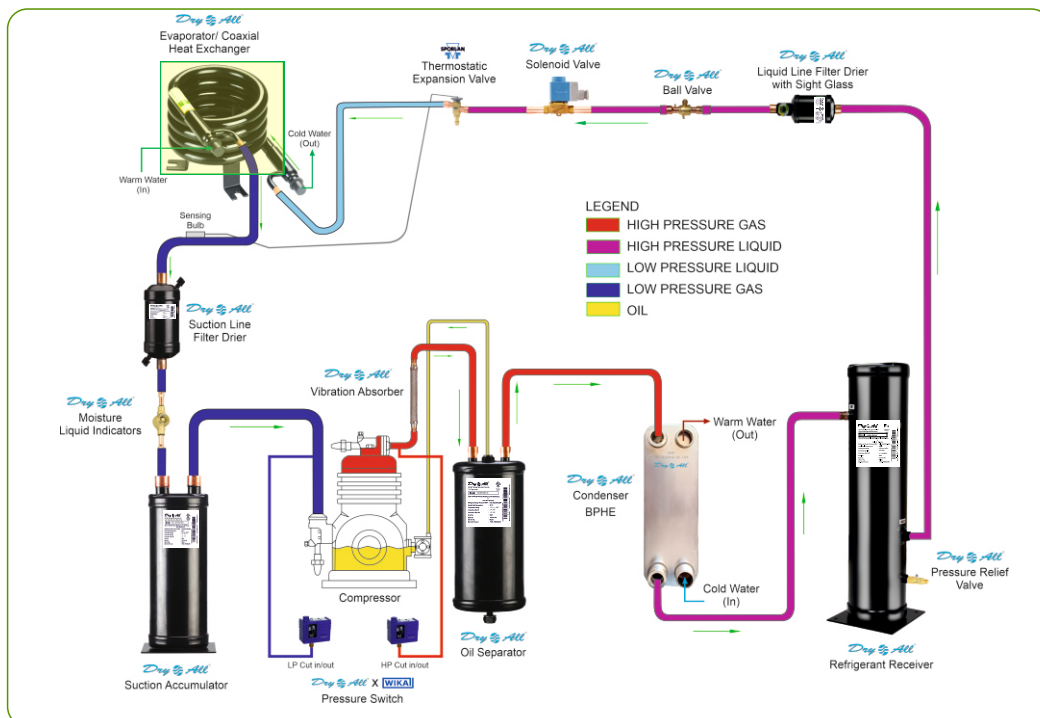 Dry All
Evaporator/ Coaxial
Heat Exchanger
Cold Water
(Out)
Warm Water
(In)
SPORLAN
Thermostatic
Expansion Valve
Dry All
Solenoid Valve
Dry All
Ball Valve
Dry All
Liquid Line Filter Drier
with Sight Glass
Sensing
Bulb
LEGEND
HIGH PRESSURE GAS
HIGH PRESSURE LIQUID
LOW PRESSURE LIQUID
LOW PRESSURE GAS
OIL
Dry All
Suction Line
Filter Drier
Dry All
Vibration Absorber
Dry All
Moisture
Liquid Indicators
Warm Water
(Out)
Dry All
Dry All
Condenser
BPHE
Cold Water
(In)
Dry All
Pressure Relief
Valve
Compressor
Dry All
Oil Separator
LP Cut in/out
HP Cut in/out
Dry All X WIKA
Pressure Switch
Dry All
Suction Accumulator
Dry All
Refrigerant Receiver